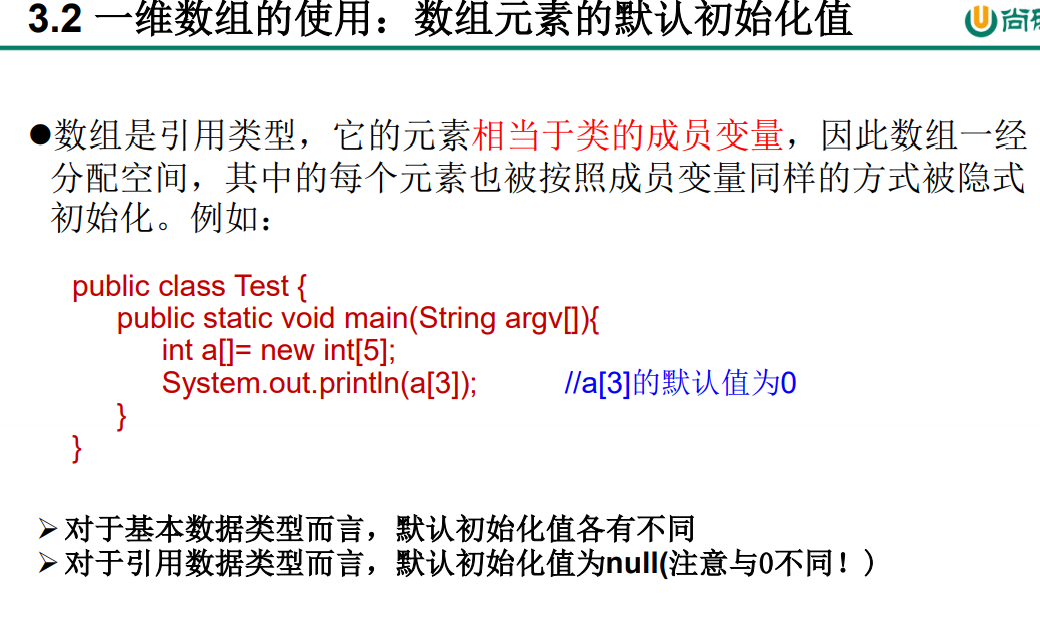 3.2 一维数组的使用：数组元素的默认初始化值
尚硅
●数组是引用类型，它的元素相当于类的成员变量，因此数组一经
分配空间，其中的每个元素也被按照成员变量同样的方式被隐式
初始化。例如：
public class Test {
public static void main(String argv[]){
int a[]= new int[5];
System.out.println(a[3]); //a[3]的默认值为0
}
}
➢ 对于基本数据类型而言，默认初始化值各有不同
➢ 对于引用数据类型而言，默认初始化值为null(注意与0不同！)